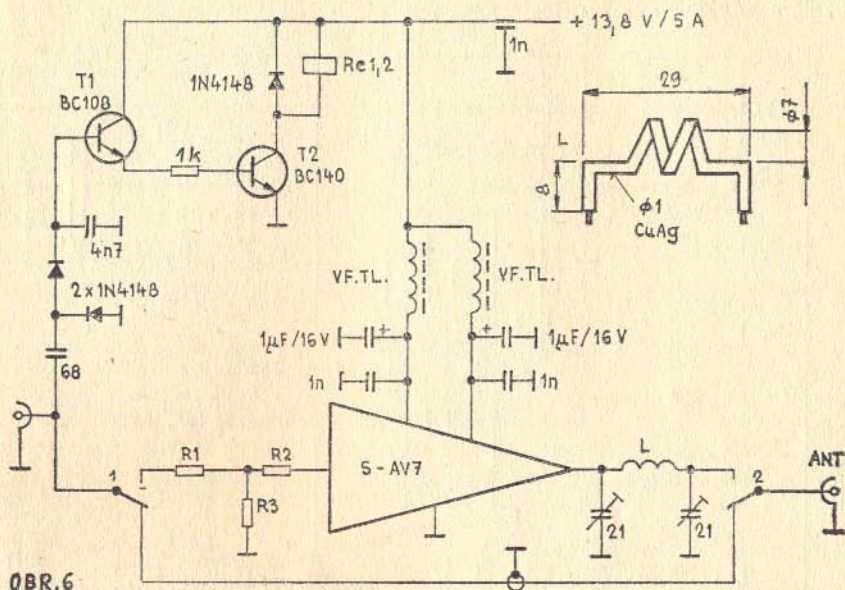 + 13,8 V / 5 A
1n
Re 1,2
1N4148
T1
BC108
1k
T2
BC140
4n7
2 x 1N4148
68
29
φ7
L
8
φ1
CuAg
VF.TL.
VF.TL.
1μF/16 V
+
+
1μF/16 V
1n
1n
1
R1
R2
R3
S-AV7
L
21
21
2
ANT
OBR.6